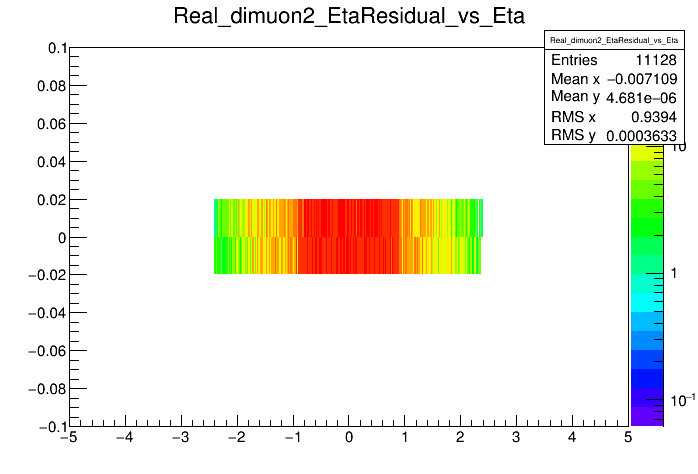 Real_dimuon2_EtaResidual_vs_Eta
Real_dimuon2_EtaResidual_vs_Eta
Entries 11128
Mean x −0.007109
Mean y 4.681e−06
RMS x 0.9394
RMS y 0.0003633
0.1
0.08
0.06
0.04
0.02
0
−0.02
−0.04
−0.06
−0.08
−0.1
−5 −4 −3 −2 −1 0 1 2 3 4 5
10
1
10−1